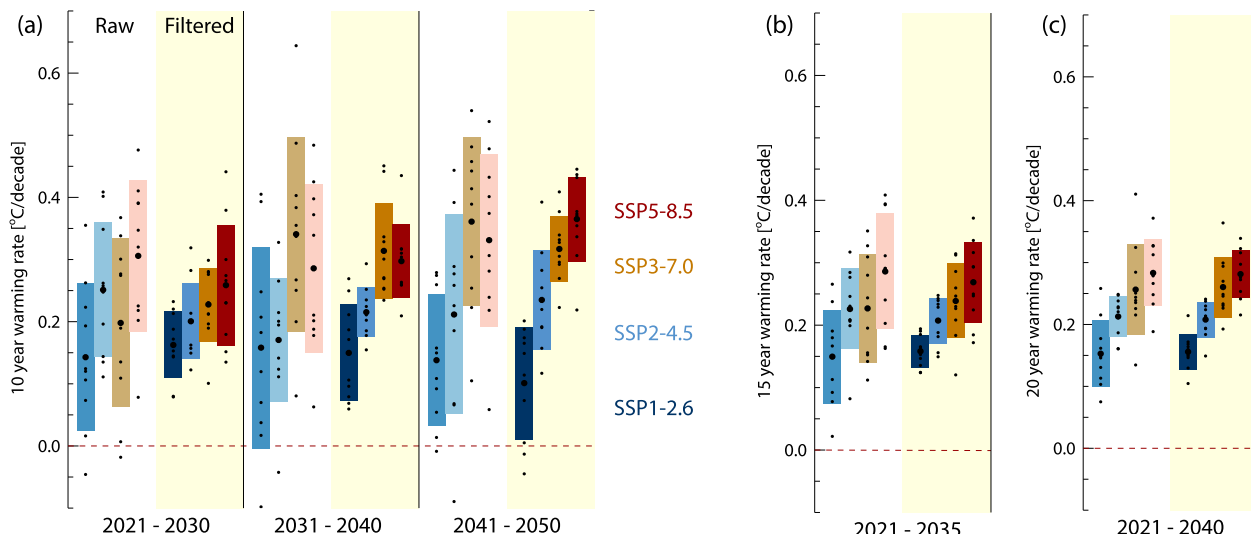 (a)
Raw
Filtered
0.6
0.4
0.2
0.0
10 year warming rate [°C/decade]
2021 - 2030
2031 - 2040
2041 - 2050
SSP5-8.5
SSP3-7.0
SSP2-4.5
SSP1-2.6
(b)
0.6
0.4
0.2
0.0
15 year warming rate [°C/decade]
2021 - 2035
(c)
0.6
0.4
0.2
0.0
20 year warming rate [°C/decade]
2021 - 2040